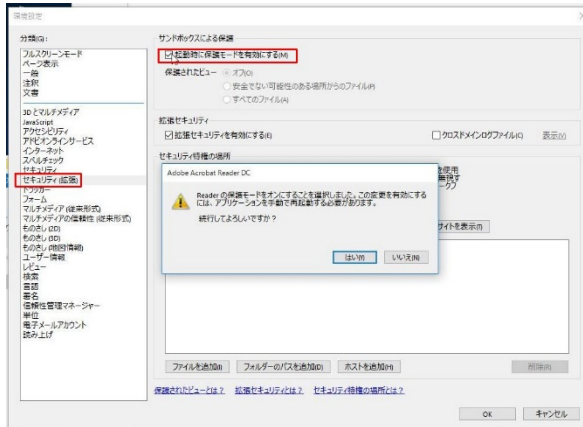 環境設定
分類(G):
フルスクリーンモード
ページ表示
一般
注釈
文書
3D とマルチメディア
JavaScript
アクセシビリティ
アドビオンラインサービス
インターネット
スペルチェック
セキュリティ
セキュリティ (拡張)
トラッカー
フォーム
マルチメディア (従来形式)
マルチメディアの信頼性 (従来形式)
ものさし (2D)
ものさし (3D)
ものさし (地図情報)
ユーザー情報
レビュー
検索
言語
署名
信頼性管理マネージャー
単位
電子メールアカウント
読み上げ
サンドボックスによる保護
起動時に保護モードを有効にする(M)
保護されたビュー オフ(O)
安全でない可能性のある場所からのファイル(P)
すべてのファイル(A)
拡張セキュリティ
拡張セキュリティを有効にする(E)
クロスドメインログファイル(C) 表示(V)
セキュリティ特権の場所
を使用
無視す
サイトを表示(T)
Adobe Acrobat Reader DC
Reader の保護モードをオンにすることを選択しました。この変更を有効にする
には、アプリケーションを手動で再起動する必要があります。
続行してよろしいですか ?
はい(Y) いいえ(N)
ファイルを追加(I) フォルダーのパスを追加(D) ホストを追加(H) 削除(R)
保護されたビューとは ? 拡張セキュリティとは ? セキュリティ特権の場所とは ?
OK キャンセル